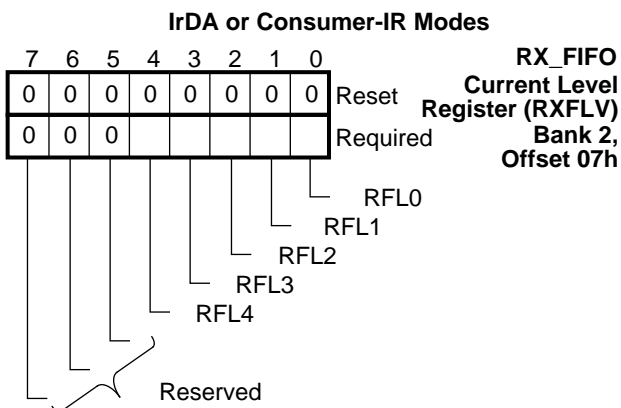 IrDA or Consumer-IR Modes
7 6 5 4 3 2 1 0
RX_FIFO
Current Level
Register (RXFLV)
Bank 2,
Offset 07h
0 0 0 0 0 0 0 0 Reset
0 0 0 Required
RFL0
RFL1
RFL2
RFL3
RFL4
Reserved